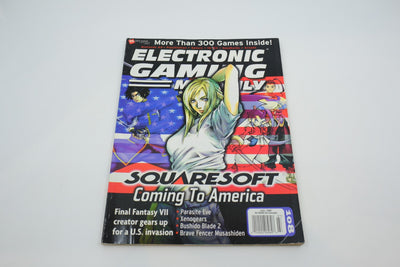 More Than 300 Games Inside!
ELECTRONIC
GAMING
MONTHLY
SQUARESOFT
Coming To America
Final Fantasy VII
creator gears up
for a U.S. invasion
• Parasite Eve
• Xenogears
• Bushido Blade 2
• Brave Fencer Musashiden
108